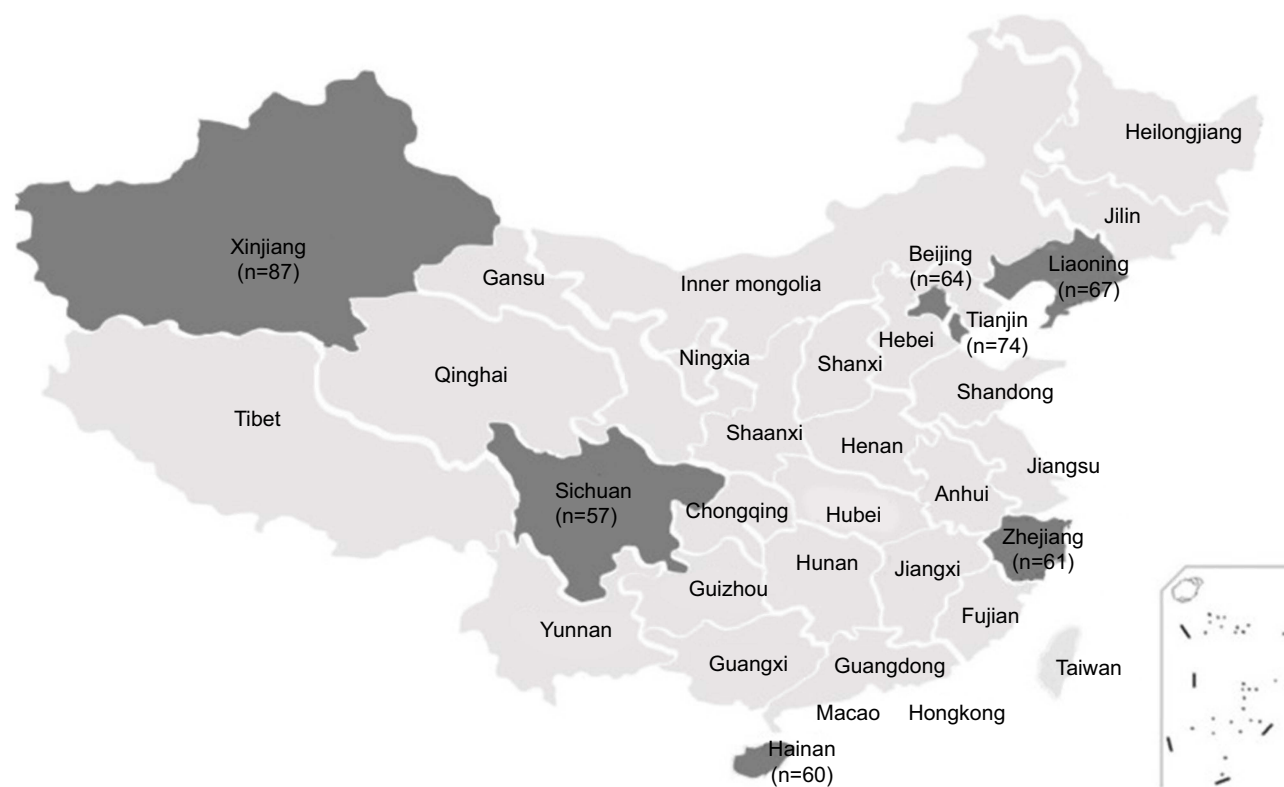 Heilongjiang
Jilin
Xinjiang
(n=87)
Gansu
Inner mongolia
Beijing
(n=64)
Liaoning
(n=67)
Tianjin
(n=74)
Hebei
Ningxia
Shanxi
Qinghai
Shandong
Tibet
Shaanxi
Henan
Jiangsu
Sichuan
(n=57)
Chongqing
Hubei
Anhui
Zhejiang
(n=61)
Hunan
Jiangxi
Guizhou
Fujian
Yunnan
Guangxi
Guangdong
Taiwan
Macao
Hongkong
Hainan
(n=60)